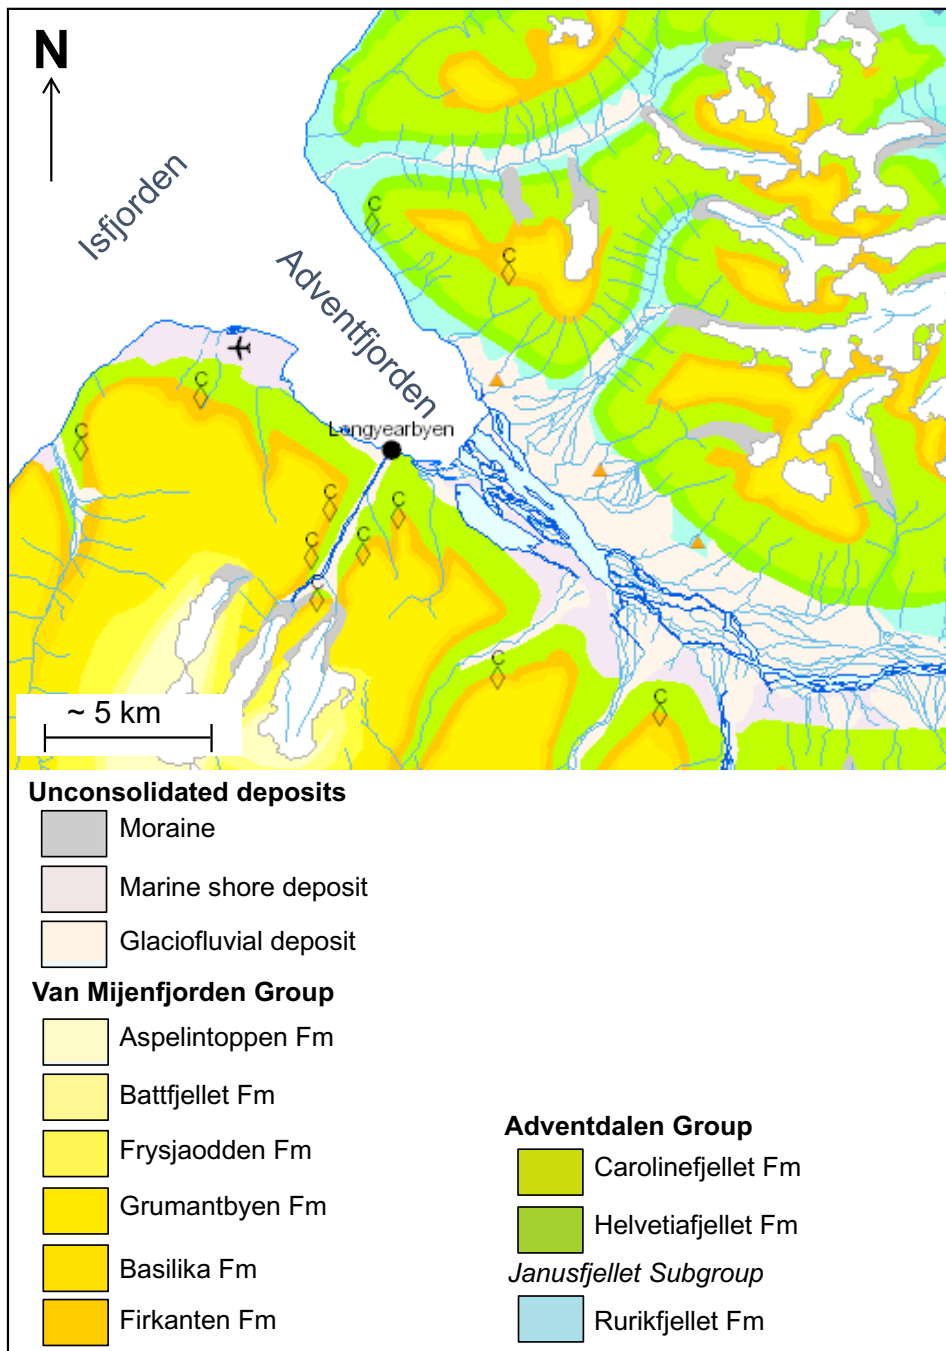 N
Isfjorden
Adventfjorden
C
C
C
C
Longyearbyen
C
C
C
C
C
C
C
C
~ 5 km
Unconsolidated deposits
Moraine
Marine shore deposit
Glaciofluvial deposit
Van Mijenfjorden Group
Aspelintoppen Fm
Battfjellet Fm
Frysjaodden Fm
Grumantbyen Fm
Basilika Fm
Firkanten Fm
Adventdalen Group
Carolinefjellet Fm
Helvetiafjellet Fm
Janusfjellet Subgroup
Rurikfjellet Fm